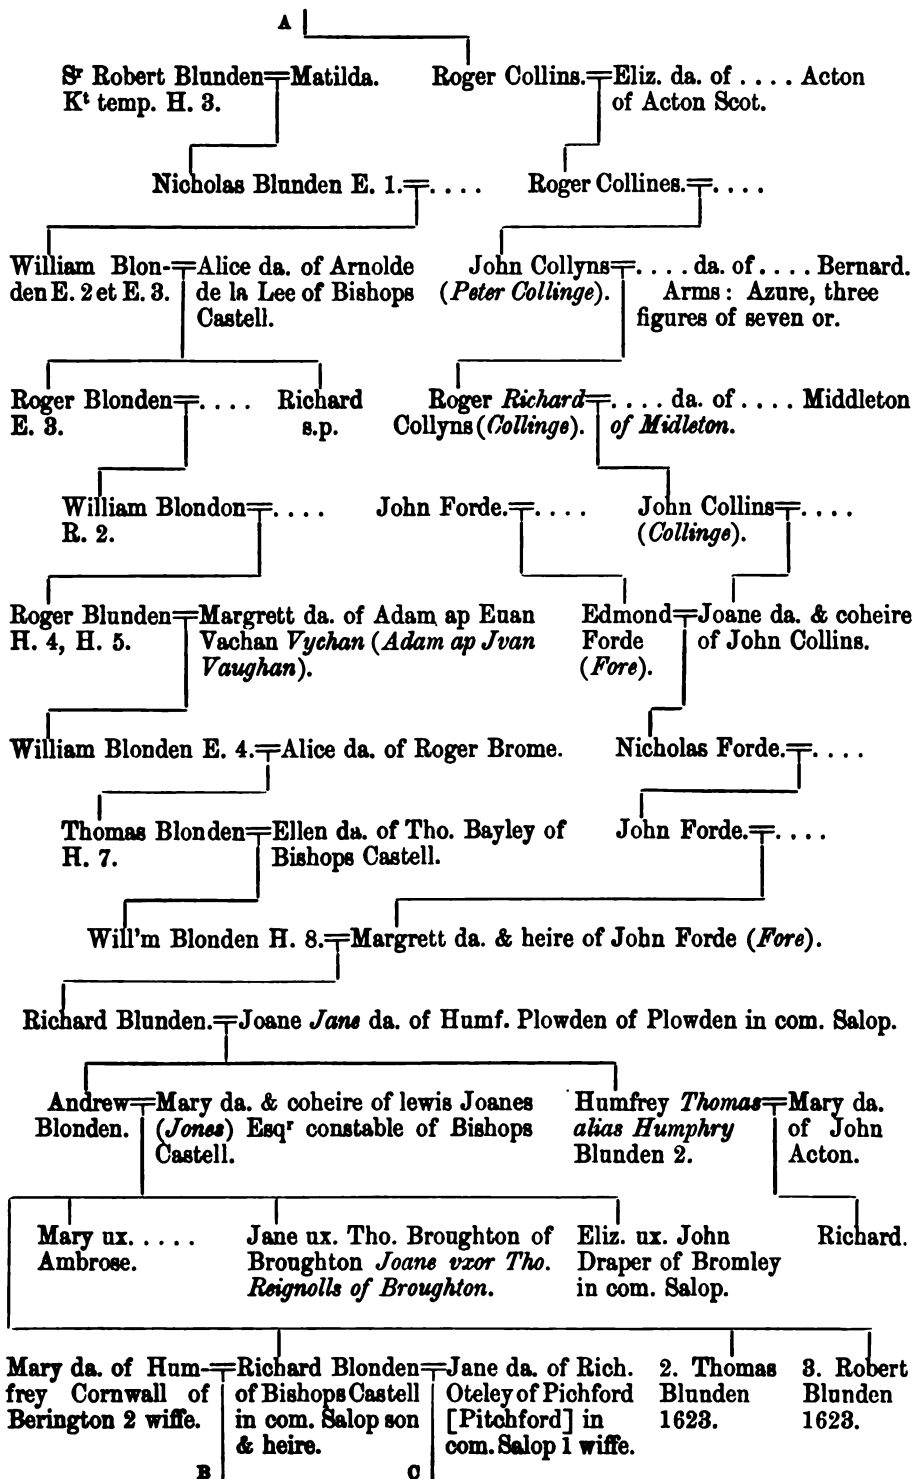 A
Sr Robert Blunden=Matilda. Roger Collins.=Eliz. da. of . . . . Acton
Kt temp. H. 3. of Acton Scot.
Nicholas Blunden E. 1.=. . . . Roger Collines.=. . . .
William Blon-=Alice da. of Arnolde John Collyns=. . . . da. of . . . . Bernard.
den E. 2 et E. 3. de la Lee of Bishops (Peter Collinge). Arms : Azure, three
Castell. figures of seven or.
Roger Blonden=. . . . Richard Roger Richard=. . . . da. of . . . . Middleton
E. 3. s.p. Collyns (Collinge). of Midleton.
William Blondon=. . . . John Forde.=. . . . John Collins=. . . .
R. 2. (Collinge).
Roger Blunden=Margrett da. of Adam ap Euan Edmond=Joane da. & coheire
H. 4, H. 5. Vachan Vychan (Adam ap Jvan Forde of John Collins.
Vaughan). (Fore).
William Blonden E. 4.=Alice da. of Roger Brome. Nicholas Forde.=. . . .
Thomas Blonden=Ellen da. of Tho. Bayley of John Forde.=. . . .
H. 7. Bishops Castell.
Will'm Blonden H. 8.=Margrett da. & heire of John Forde (Fore).
Richard Blunden.=Joane Jane da. of Humf. Plowden of Plowden in com. Salop.
Andrew=Mary da. & coheire of lewis Joanes Humfrey Thomas=Mary da.
Blonden. (Jones) Esqr constable of Bishops alias Humphry of John
Castell. Blunden 2. Acton.
Mary ux. . . . . Jane ux. Tho. Broughton of Eliz. ux. John Richard.
Ambrose. Broughton Joane vxor Tho. Draper of Bromley
Reignolls of Broughton. in com. Salop.
Mary da. of Hum-=Richard Blonden=Jane da. of Rich. 2. Thomas 3. Robert
frey Cornwall of of Bishops Castell Oteley of Pichford Blunden Blunden
Berington 2 wiffe. in com. Salop son [Pitchford] in 1623. 1623.
& heire. com. Salop 1 wiffe.
B C